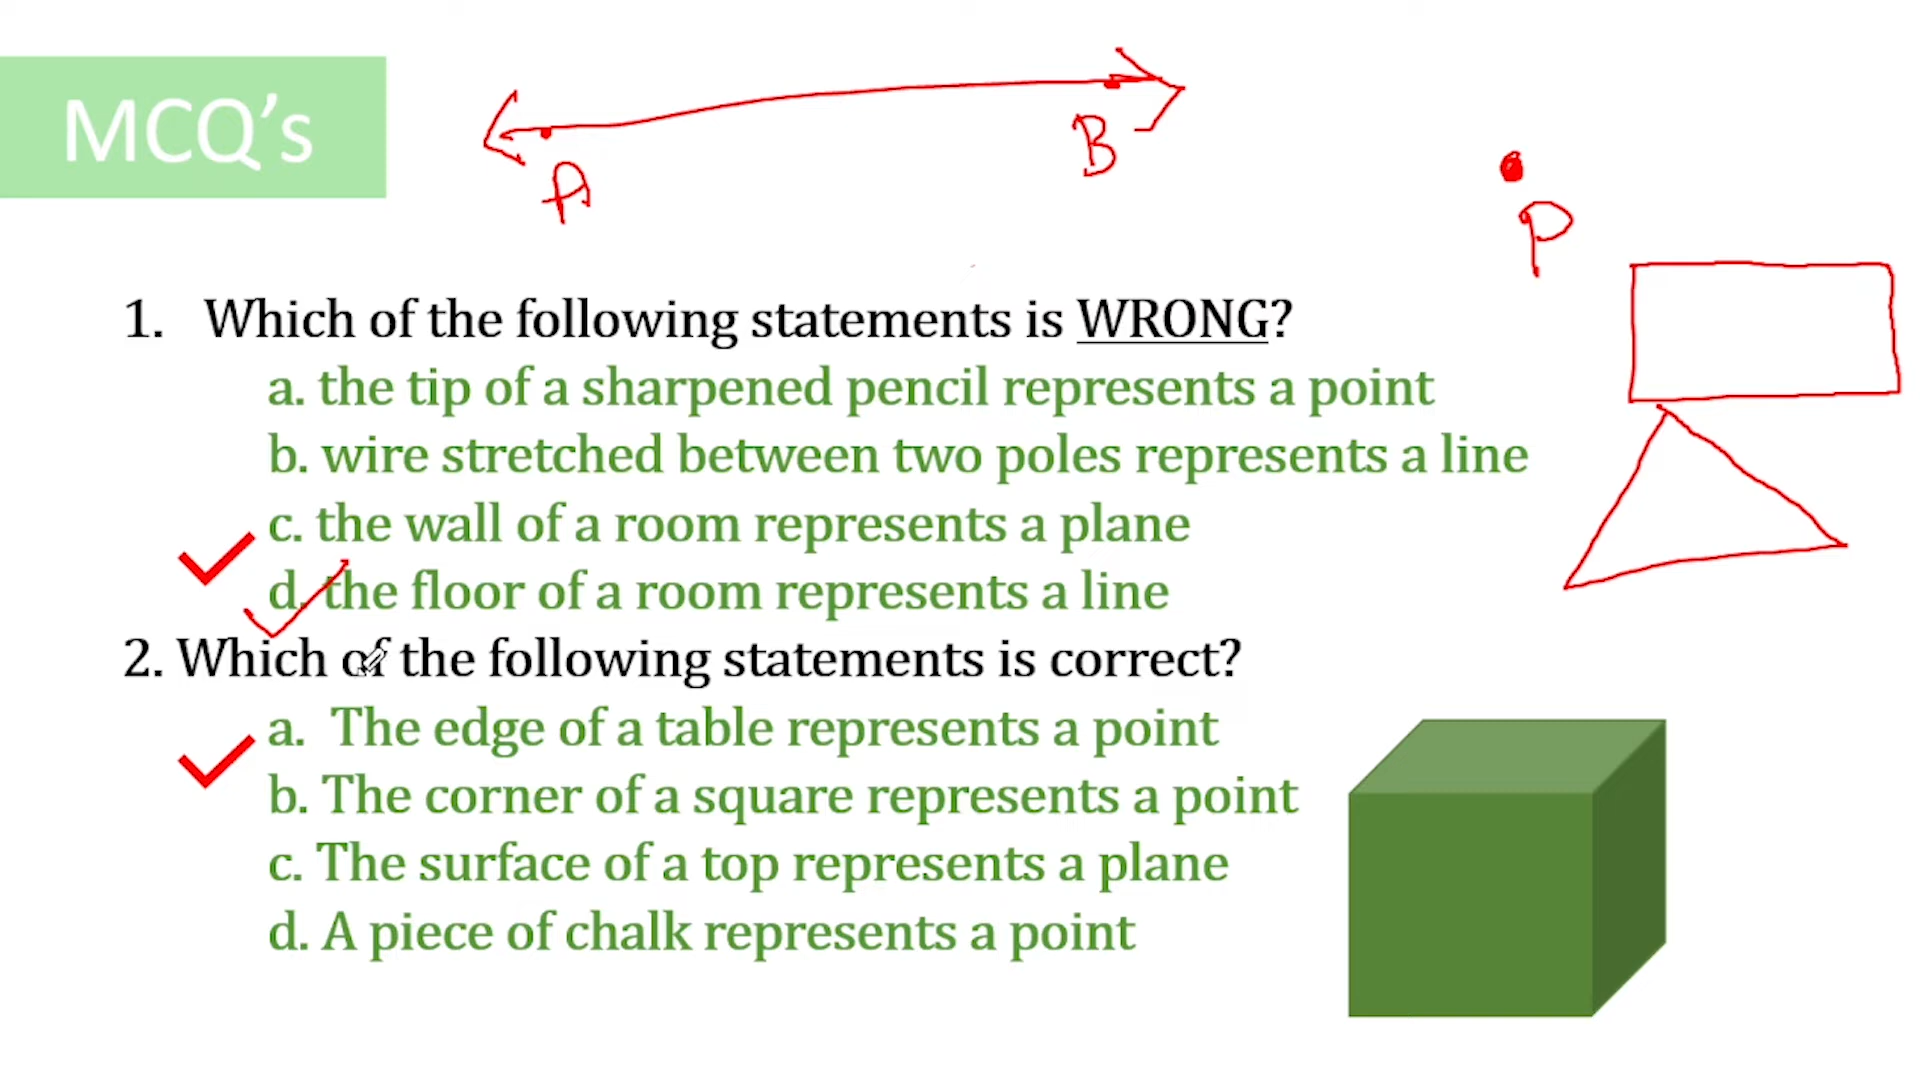 MCQ's
A
B
P
1. Which of the following statements is WRONG?
a. the tip of a sharpened pencil represents a point
b. wire stretched between two poles represents a line
c. the wall of a room represents a plane
d. the floor of a room represents a line
2. Which of the following statements is correct?
a. The edge of a table represents a point
b. The corner of a square represents a point
c. The surface of a top represents a plane
d. A piece of chalk represents a point